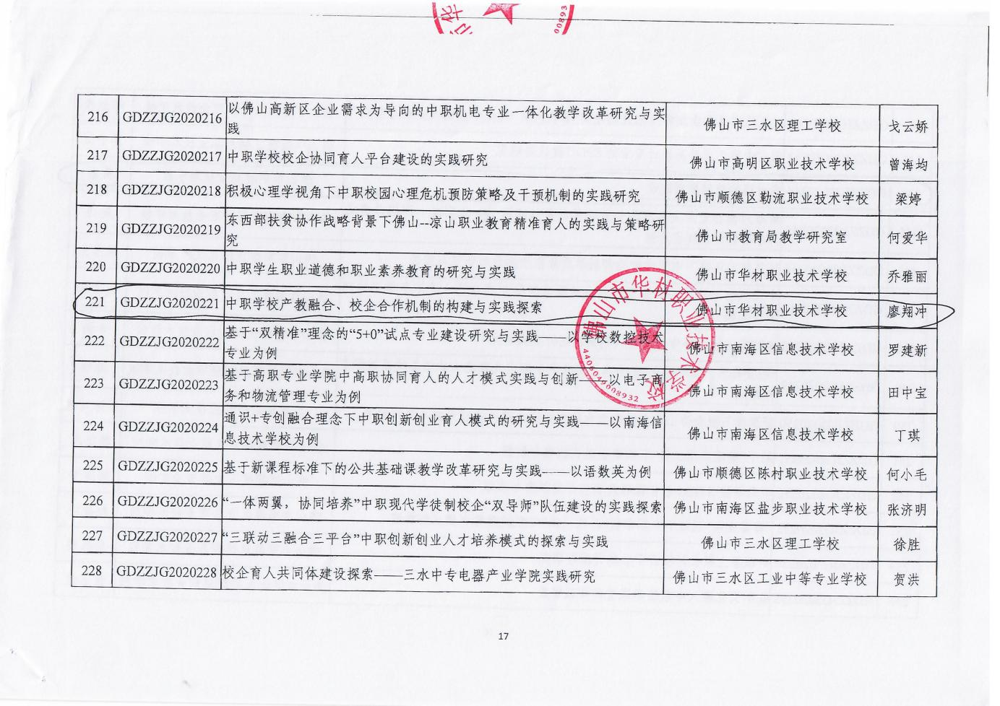 华
00893
216 GDZZJG2020216 以佛山高新区企业需求为导向的中职机电专业一体化教学改革研究与实 佛山市三水区理工学校 戈云娇
践
217 GDZZJG2020217 中职学校校企协同育人平台建设的实践研究 佛山市高明区职业技术学校 曾海均
218 GDZZJG2020218 积极心理学视角下中职校园心理危机预防策略及干预机制的实践研究 佛山市顺德区勒流职业技术学校 梁婷
219 GDZZJG2020219 东西部扶贫协作战略背景下佛山--凉山职业教育精准育人的实践与策略研 佛山市教育局教学研究室 何爱华
究
220 GDZZJG2020220 中职学生职业道德和职业素养教育的研究与实践 佛山市华材职业技术学校 乔雅丽
221 GDZZJG2020221 中职学校产教融合、校企合作机制的构建与实践探索 佛山市华材职业技术学校 廖翔冲
222 GDZZJG2020222 基于“双精准”理念的“5+0”试点专业建设研究与实践——以学校数控技术 佛山市南海区信息技术学校 罗建新
专业为例
223 GDZZJG2020223 基于高职专业学院中高职协同育人的人才模式实践与创新——以电子商 佛山市南海区信息技术学校 田中宝
务和物流管理专业为例
224 GDZZJG2020224 通识+专创融合理念下中职创新创业育人模式的研究与实践——以南海信 佛山市南海区信息技术学校 丁琪
息技术学校为例
225 GDZZJG2020225 基于新课程标准下的公共基础课教学改革研究与实践——以语数英为例 佛山市顺德区陈村职业技术学校 何小毛
226 GDZZJG2020226 “一体两翼，协同培养”中职现代学徒制校企“双导师”队伍建设的实践探索 佛山市南海区盐步职业技术学校 张济明
227 GDZZJG2020227 “三联动三融合三平台”中职创新创业人才培养模式的探索与实践 佛山市三水区理工学校 徐胜
228 GDZZJG2020228 校企育人共同体建设探索——三水中专电器产业学院实践研究 佛山市三水区工业中等专业学校 贺洪
佛山市华材职业技术学校
4406049008932
17